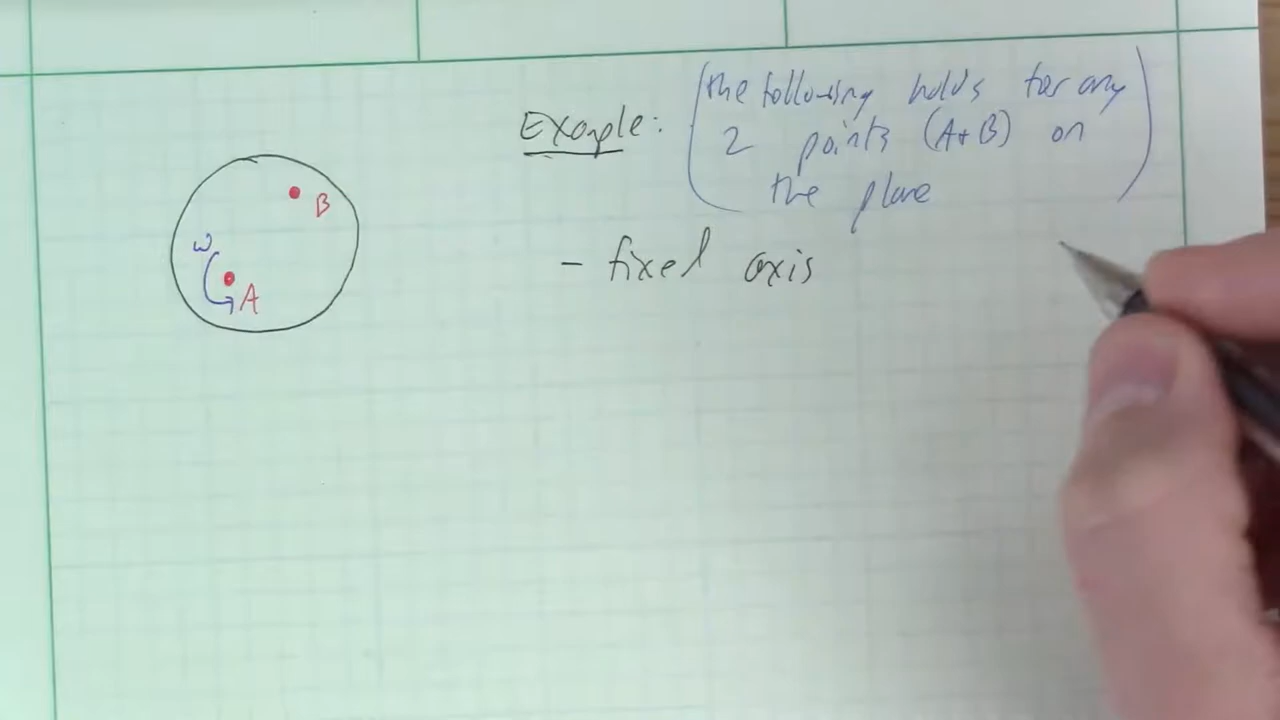 Example: (the following holds for any
2 points (A+B) on
the plane)
B
ω
A
- fixed axis